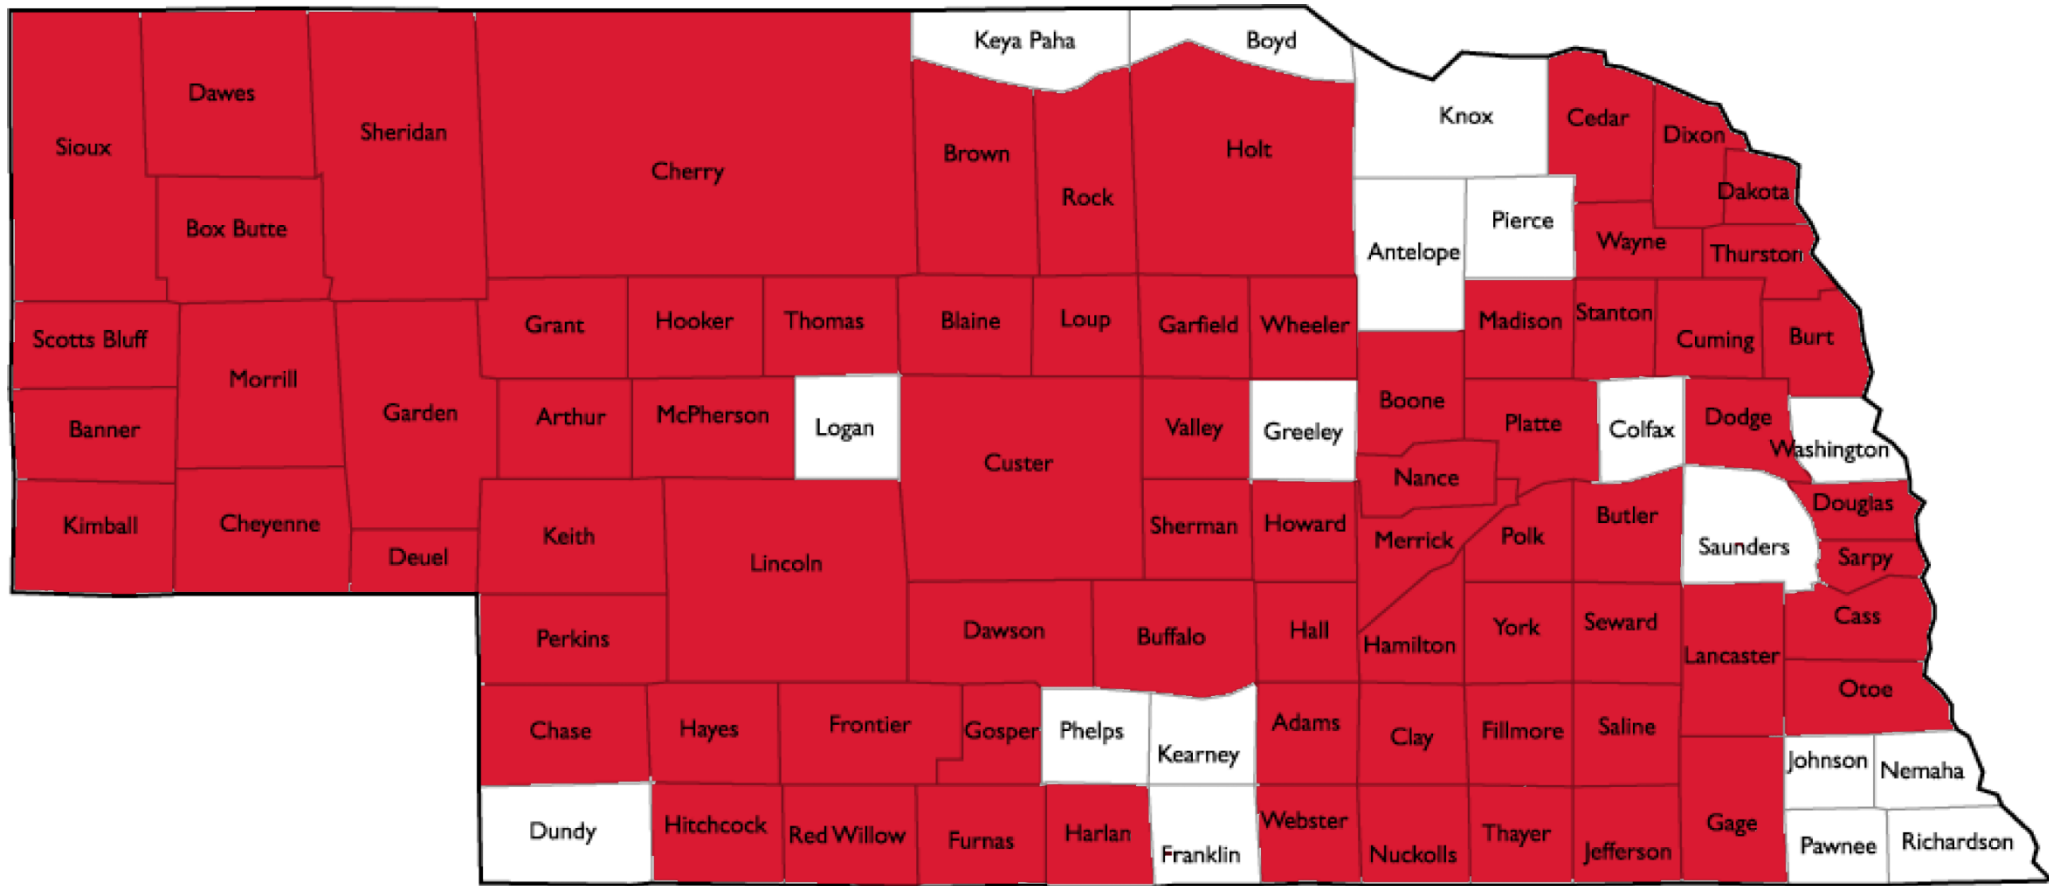 Keya Paha
Boyd
Dawes
Knox
Cedar
Sheridan
Dixon
Sioux
Brown
Holt
Cherry
Rock
Dakota
Box Butte
Pierce
Wayne
Antelope
Thurston
Scotts Bluff
Grant
Hooker
Thomas
Blaine
Loup
Garfield
Wheeler
Madison
Stanton
Cuming
Burt
Morrill
Garden
Arthur
McPherson
Logan
Boone
Banner
Valley
Greeley
Platte
Colfax
Dodge
Washington
Custer
Nance
Kimball
Cheyenne
Keith
Sherman
Howard
Merrick
Polk
Butler
Douglas
Saunders
Deuel
Lincoln
Sarpy
Perkins
Dawson
Buffalo
Hall
Hamilton
York
Seward
Cass
Lancaster
Otoe
Chase
Hayes
Frontier
Gosper
Phelps
Kearney
Adams
Clay
Fillmore
Saline
Johnson
Nemaha
Dundy
Hitchcock
Red Willow
Furnas
Harlan
Franklin
Webster
Nuckolls
Thayer
Jefferson
Gage
Pawnee
Richardson